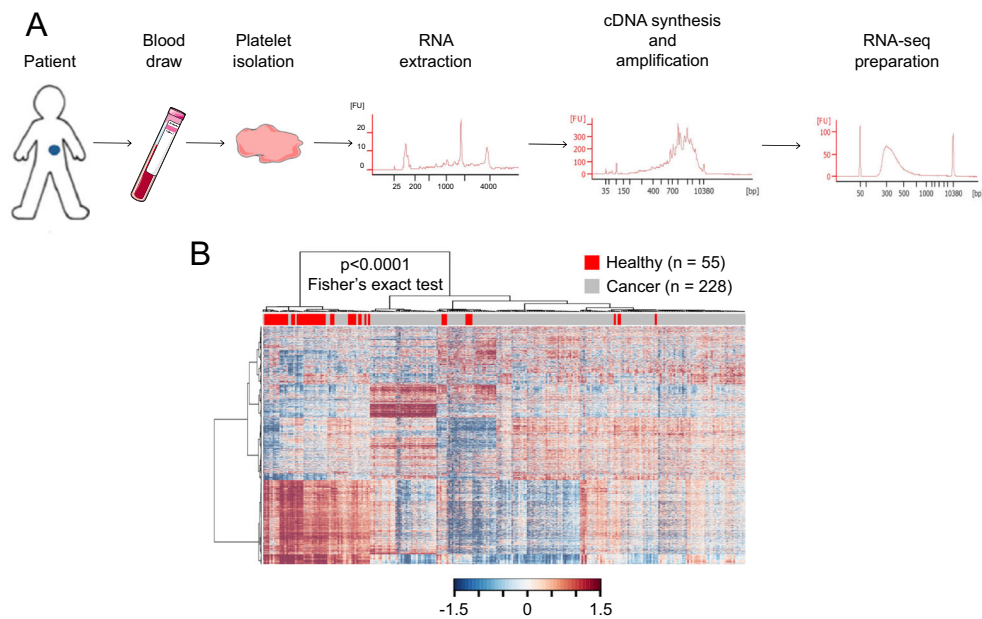 A
Patient
Blood
draw
Platelet
isolation
RNA
extraction
cDNA synthesis
and
amplification
RNA-seq
preparation
[FU]
20
10
0
25 200 1000 4000
[FU]
300
200
100
0
35 150 400 700 10380 [bp]
[FU]
100
50
0
50 300 500 1000 10380 [bp]
B
p<0.0001
Fisher's exact test
Healthy (n = 55)
Cancer (n = 228)
-1.5 0 1.5